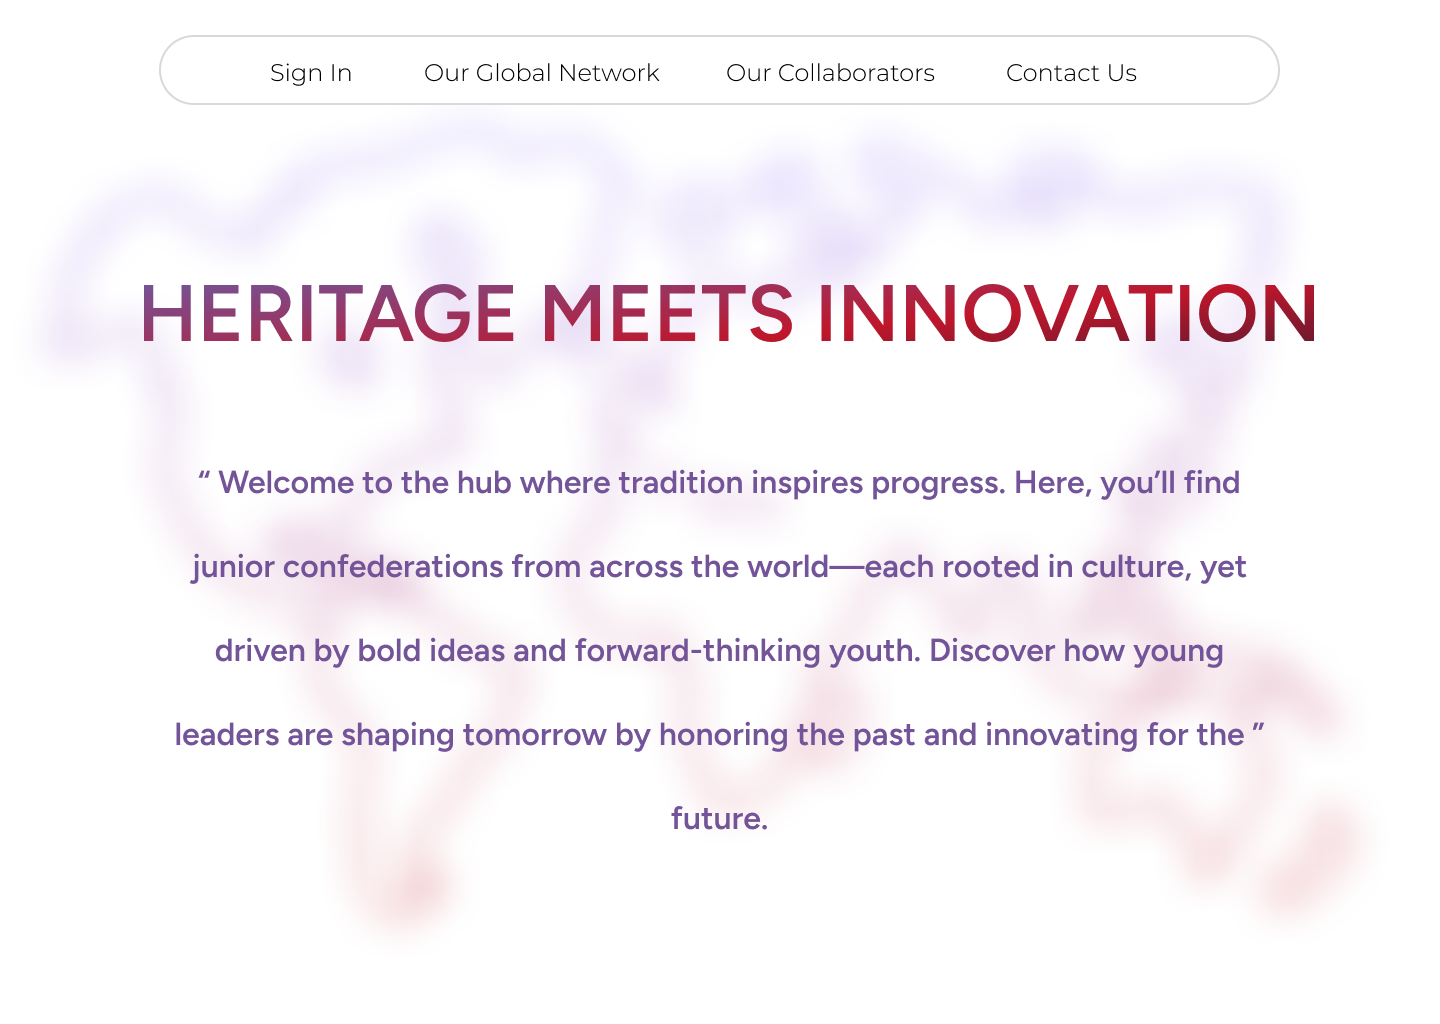 Sign In Our Global Network Our Collaborators Contact Us
HERITAGE MEETS INNOVATION
“ Welcome to the hub where tradition inspires progress. Here, you’ll find
junior confederations from across the world—each rooted in culture, yet
driven by bold ideas and forward-thinking youth. Discover how young
leaders are shaping tomorrow by honoring the past and innovating for the ”
future.